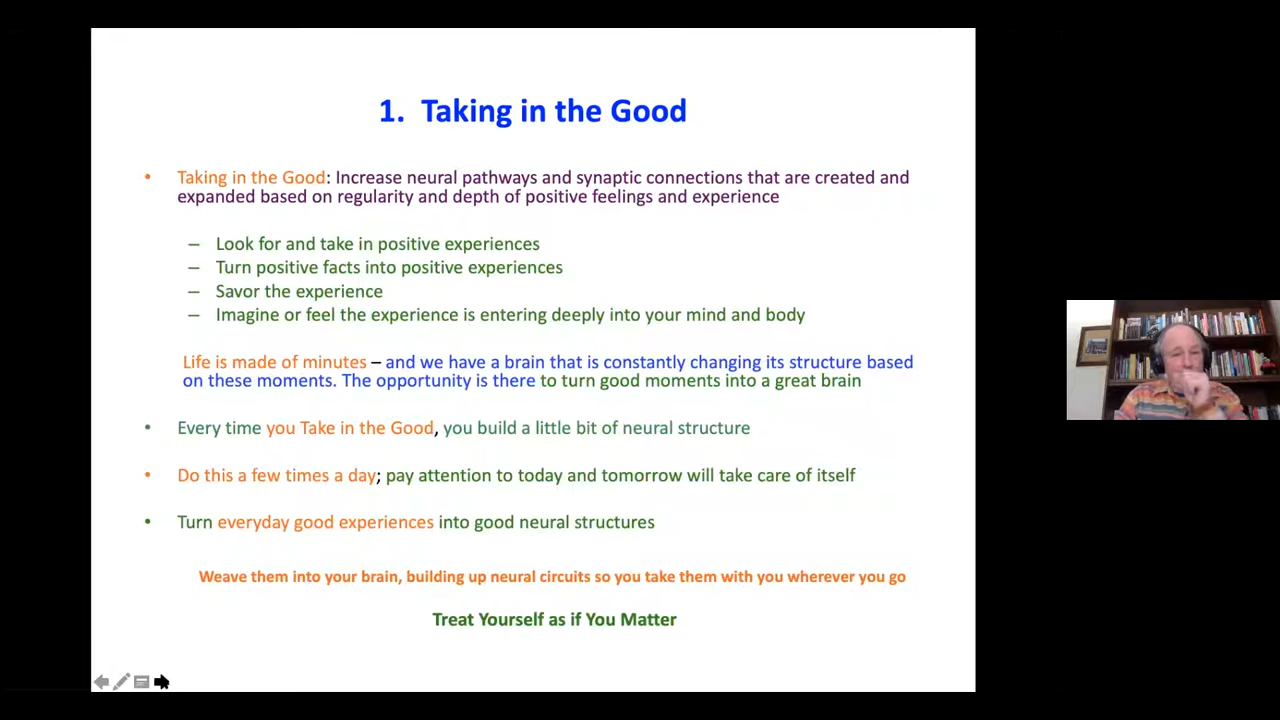 1. Taking in the Good
• Taking in the Good: Increase neural pathways and synaptic connections that are created and
expanded based on regularity and depth of positive feelings and experience
– Look for and take in positive experiences
– Turn positive facts into positive experiences
– Savor the experience
– Imagine or feel the experience is entering deeply into your mind and body
Life is made of minutes – and we have a brain that is constantly changing its structure based
on these moments. The opportunity is there to turn good moments into a great brain
• Every time you Take in the Good, you build a little bit of neural structure
• Do this a few times a day; pay attention to today and tomorrow will take care of itself
• Turn everyday good experiences into good neural structures
Weave them into your brain, building up neural circuits so you take them with you wherever you go
Treat Yourself as if You Matter